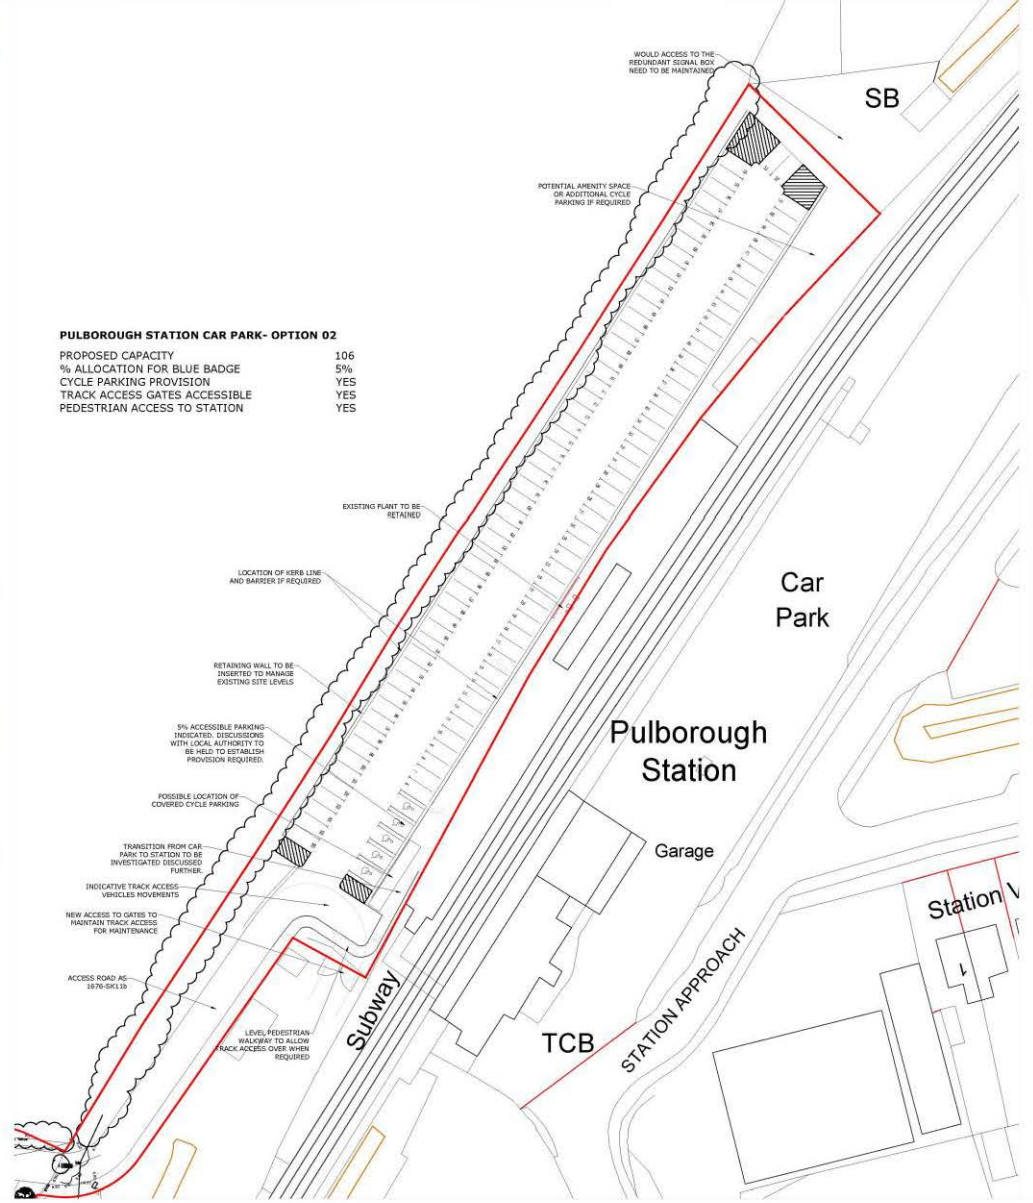 WOULD ACCESS TO THE
REDUNDANT SIGNAL BOX
NEED TO BE MAINTAINED
SB
POTENTIAL AMENITY SPACE
OR ADDITIONAL CYCLE
PARKING IF REQUIRED
PULBOROUGH STATION CAR PARK- OPTION 02
PROPOSED CAPACITY 106
% ALLOCATION FOR BLUE BADGE 5%
CYCLE PARKING PROVISION YES
TRACK ACCESS GATES ACCESSIBLE YES
PEDESTRIAN ACCESS TO STATION YES
EXISTING PLANT TO BE
RETAINED
LOCATION OF KERB LINE
AND BARRIER IF REQUIRED
Car
Park
RETAINING WALL TO BE
INSERTED TO MANAGE
EXISTING SITE LEVELS
5% ACCESSIBLE PARKING
INDICATED. DISCUSSIONS
WITH LOCAL AUTHORITY TO
BE HELD TO ESTABLISH
PROVISION REQUIRED.
Pulborough
Station
POSSIBLE LOCATION OF
COVERED CYCLE PARKING
TRANSITION FROM CAR
PARK TO STATION TO BE
INVESTIGATED DISCUSSED
FURTHER.
Garage
INDICATIVE TRACK ACCESS
VEHICLES MOVEMENTS
NEW ACCESS TO GATES TO
MAINTAIN TRACK ACCESS
FOR MAINTENANCE
Station V
1
ACCESS ROAD AS
1676-SK11b
Subway
STATION APPROACH
TCB
LEVEL PEDESTRIAN
WALKWAY TO ALLOW
TRACK ACCESS OVER WHEN
REQUIRED